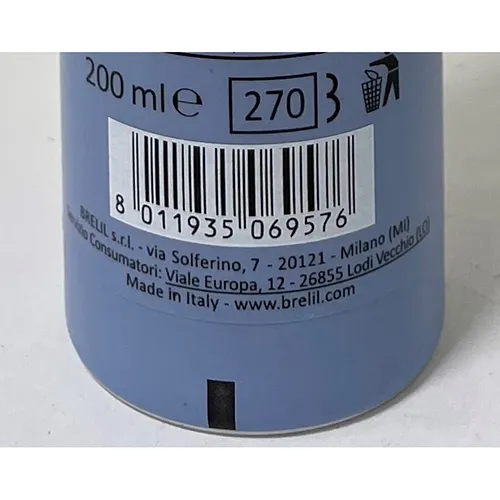 200 ml ℮ 270
8 011935 069576
BRELIL s.r.l. - via Solferino, 7 - 20121 - Milano (MI)
Servizio Consumatori: Viale Europa, 12 - 26855 Lodi Vecchio (LO)
Made in Italy - www.brelil.com